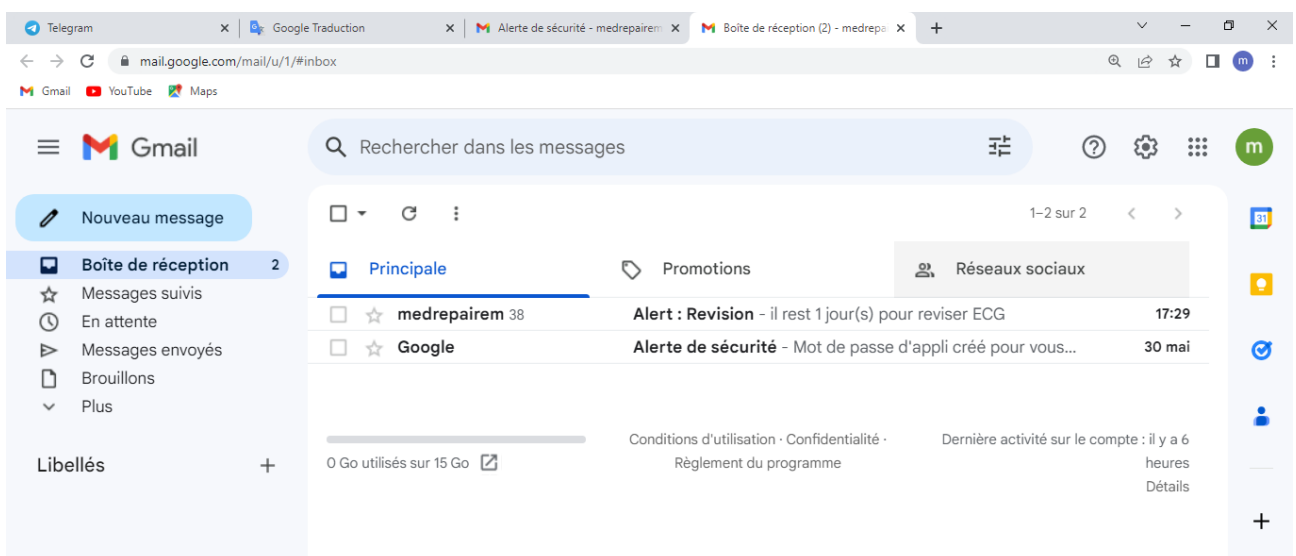 Telegram
Google Traduction
Alerte de sécurité - medrepairem
Boîte de réception (2) - medrepai
mail.google.com/mail/u/1/#inbox
m
Gmail YouTube Maps
Gmail
Rechercher dans les messages
m
Nouveau message
1–2 sur 2
31
Boîte de réception 2
Messages suivis
En attente
Messages envoyés
Brouillons
Plus
Libellés
Principale Promotions Réseaux sociaux
medrepairem 38 Alert : Revision - il rest 1 jour(s) pour reviser ECG 17:29
Google Alerte de sécurité - Mot de passe d'appli créé pour vous... 30 mai
0 Go utilisés sur 15 Go
Conditions d'utilisation · Confidentialité ·
Règlement du programme
Dernière activité sur le compte : il y a 6
heures
Détails